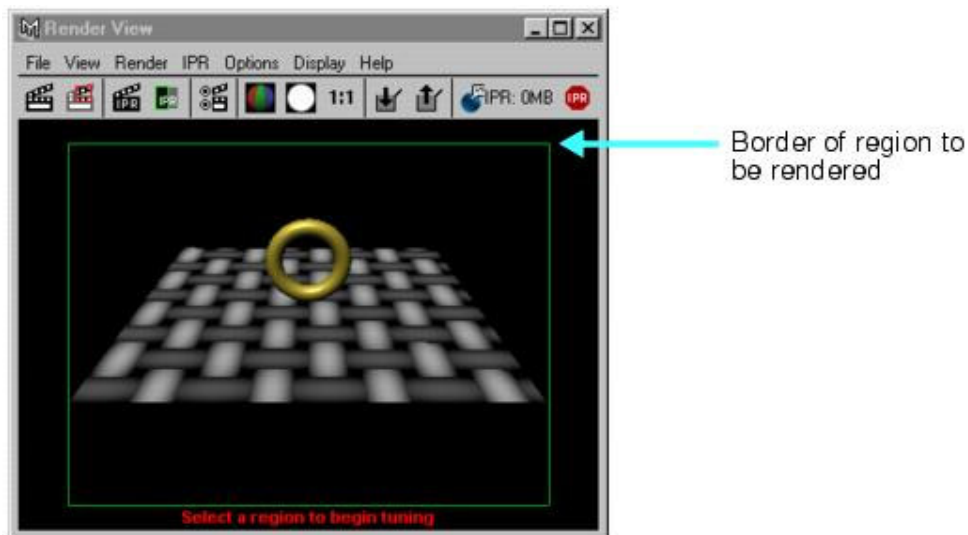 Render View
File View Render IPR Options Display Help
IPR 1:1 IPR: 0MB IPR
Border of region to
be rendered
Select a region to begin tuning